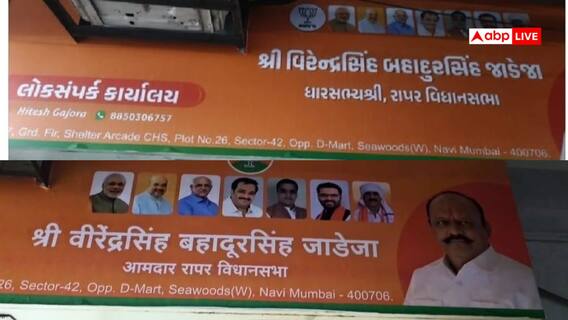 abp LIVE
શ્રી વિરેન્દ્રસિંહ બહાદુરસિંહ જાડેજા
લોકસંપર્ક કાર્યાલય
ધારાસભ્યશ્રી, રાપર વિધાનસભા
Hitesh Gajora 8850306757
7, Grd. Flr, Shelter Arcade CHS, Plot No.26, Sector-42, Opp. D-Mart, Seawoods(W), Navi Mumbai - 400706.
श्री वीरेंद्रसिंह बहादूरसिंह जाडेजा
आमदार रापर विधानसभा
26, Sector-42, Opp. D-Mart, Seawoods(W), Navi Mumbai - 400706.